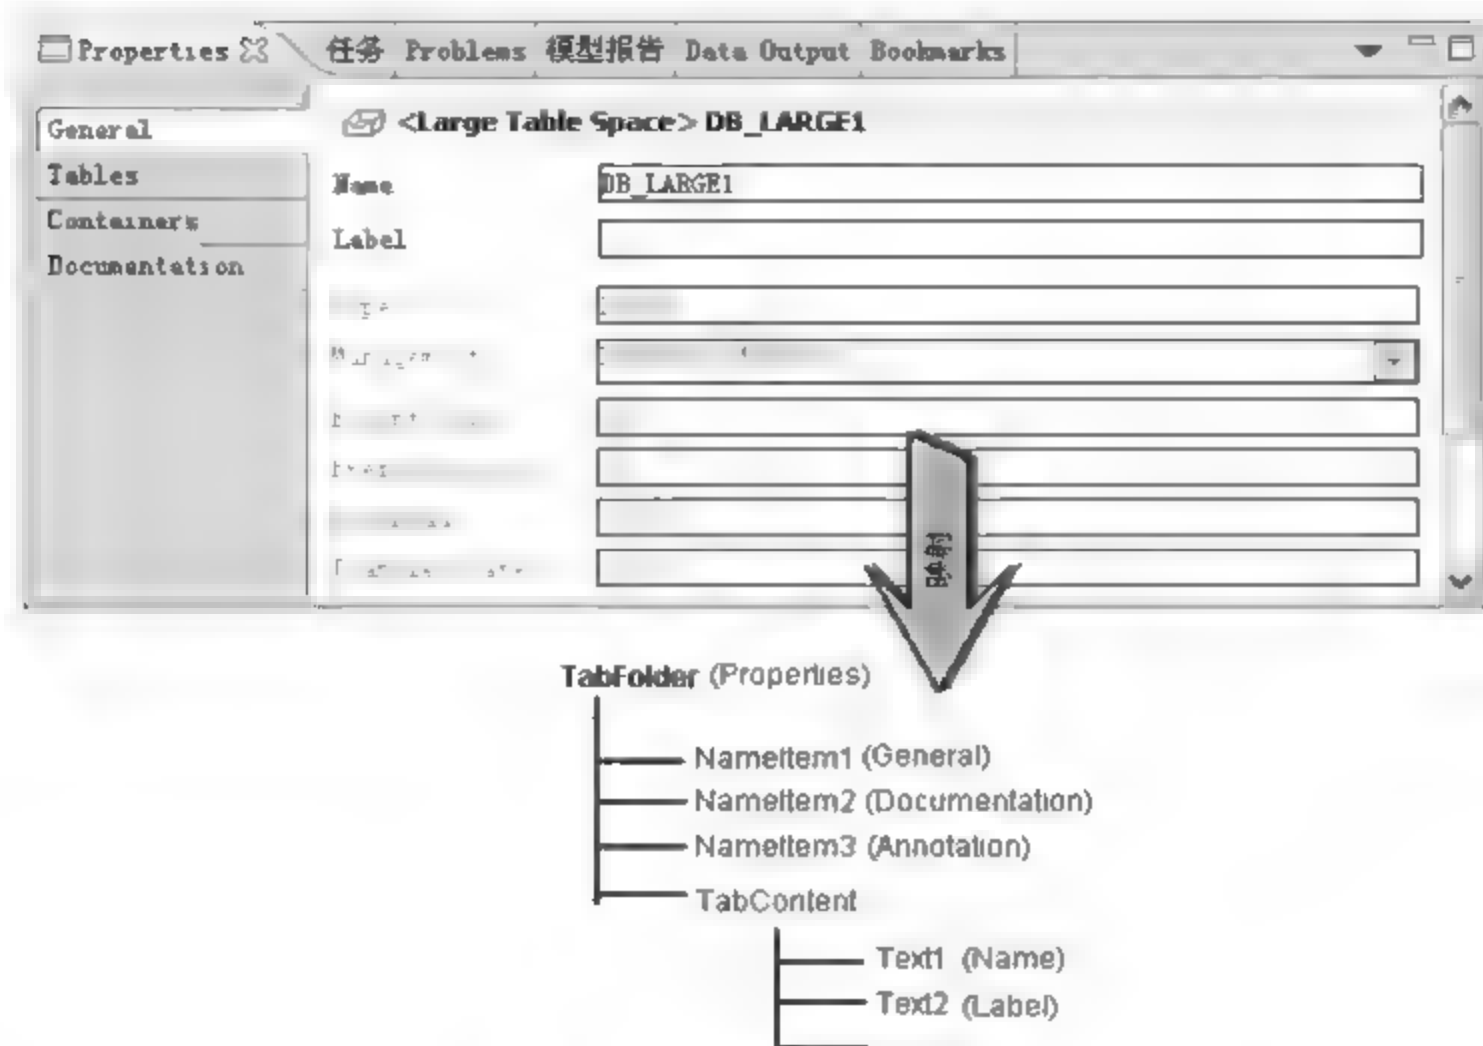 Properties 任务 Problems 模型报告 Data Output Bookmarks
General
Tables
Containers
Documentation
<Large Table Space> DB_LARGE1
Name DB_LARGE1
Label
映射
TabFolder (Properties)
NameItem1 (General)
NameItem2 (Documentation)
NameItem3 (Annotation)
TabContent
Text1 (Name)
Text2 (Label)